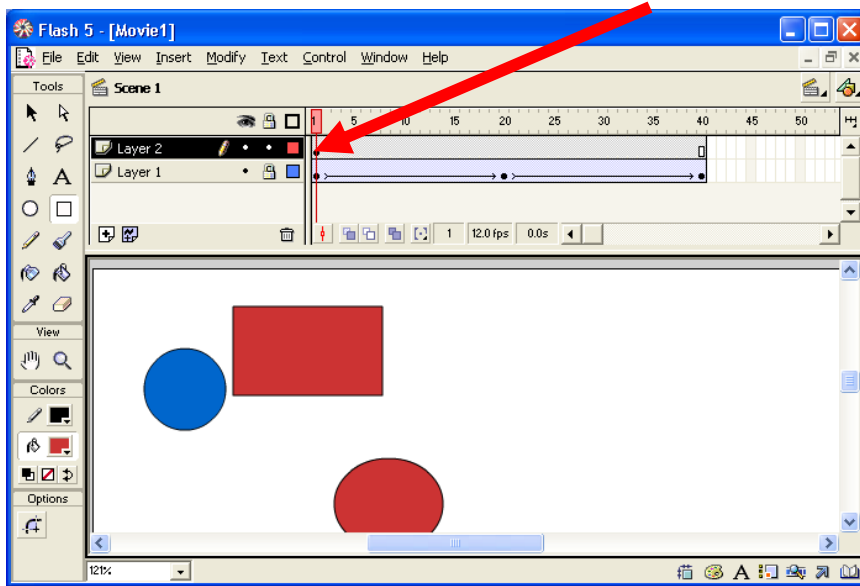 Flash 5 - [Movie1]
File Edit View Insert Modify Text Control Window Help
Tools
Scene 1
1 5 10 15 20 25 30 35 40 45 50
Layer 2
Layer 1
A
1 12.0 fps 0.0s
View
Colors
Options
121%
A